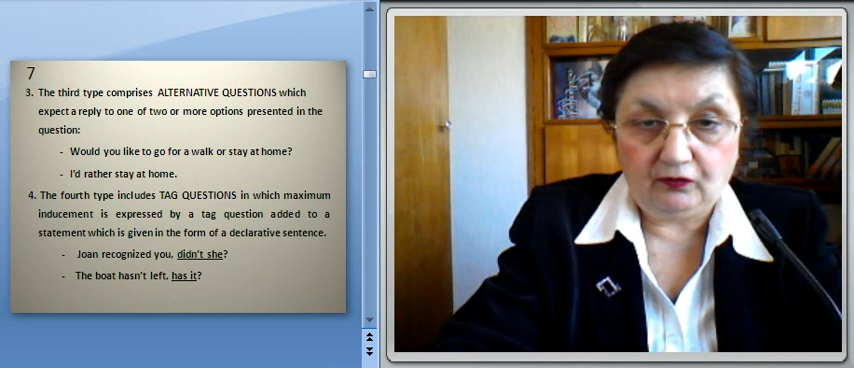 7
3. The third type comprises ALTERNATIVE QUESTIONS which
expect a reply to one of two or more options presented in the
question:
- Would you like to go for a walk or stay at home?
- I'd rather stay at home.
4. The fourth type includes TAG QUESTIONS in which maximum
inducement is expressed by a tag question added to a
statement which is given in the form of a declarative sentence.
- Joan recognized you, didn't she?
- The boat hasn't left, has it?